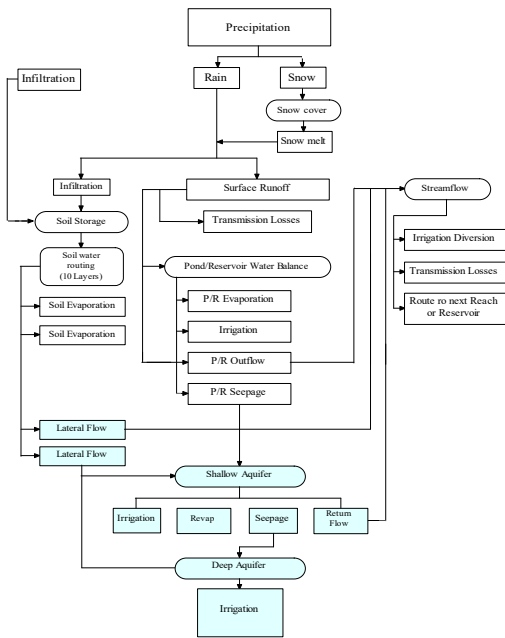 Precipitation
Infiltration
Rain
Snow
Snow cover
Snow melt
Infiltration
Surface Runoff
Streamflow
Soil Storage
Transmission Losses
Soil water
routing
(10 Layers)
Pond/Reservoir Water Balance
Irrigation Diversion
Transmission Losses
Route ro next Reach
or Reservoir
Soil Evaporation
P/R Evaporation
Soil Evaporation
Irrigation
P/R Outflow
P/R Seepage
Lateral Flow
Lateral Flow
Shallow Aquifer
Irrigation
Revap
Seepage
Return
Flow
Deep Aquifer
Irrigation